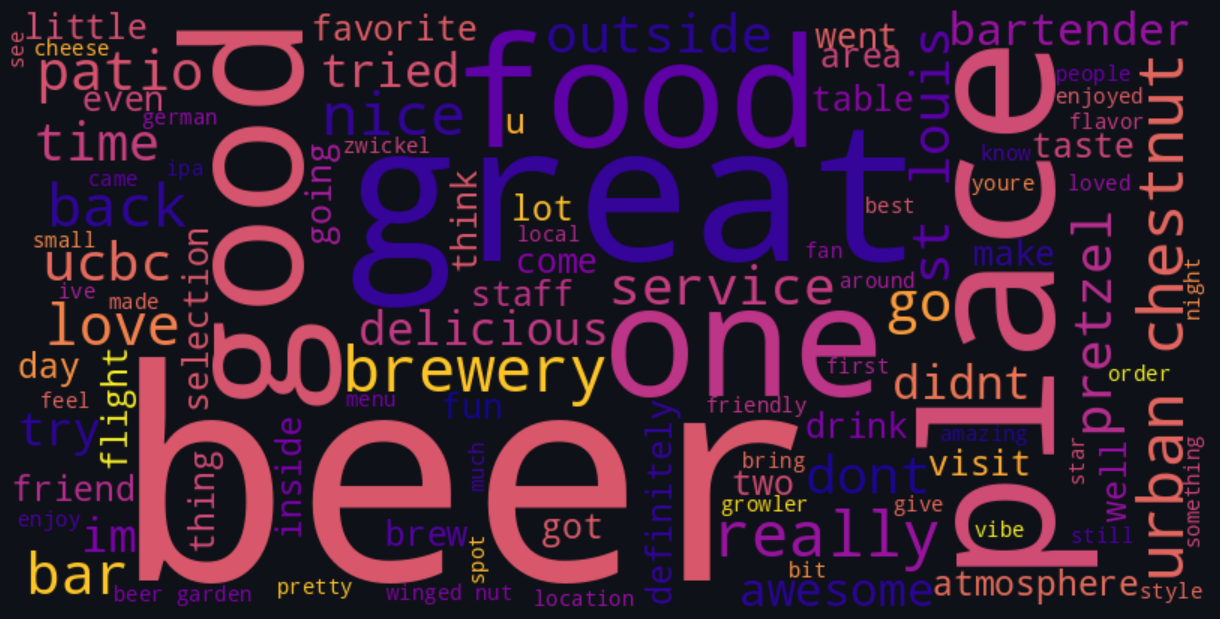 little
favorite
food
outside
went
bartender
see
cheese
good
tried
area
st louis
place
people
patio
even
nice
u
table
enjoyed
urban chestnut
german
flavor
time
zwickel
great
know
taste
ipa
going
came
think
youre
loved
back
lot
best
pretzel
small
selection
local
fan
make
ucbc
come
service
around
night
ive
made
staff
go
love
delicious
one
brewery
first
day
flight
didnt
order
feel
menu
fun
friendly
try
beer
inside
much
definitely
drink
amazing
star
well
something
thing
bring
dont
visit
friend
two
growler
give
enjoy
im
brew
got
really
vibe
still
bar
spot
bit
beer garden
pretty
winged nut
location
awesome
atmosphere
style